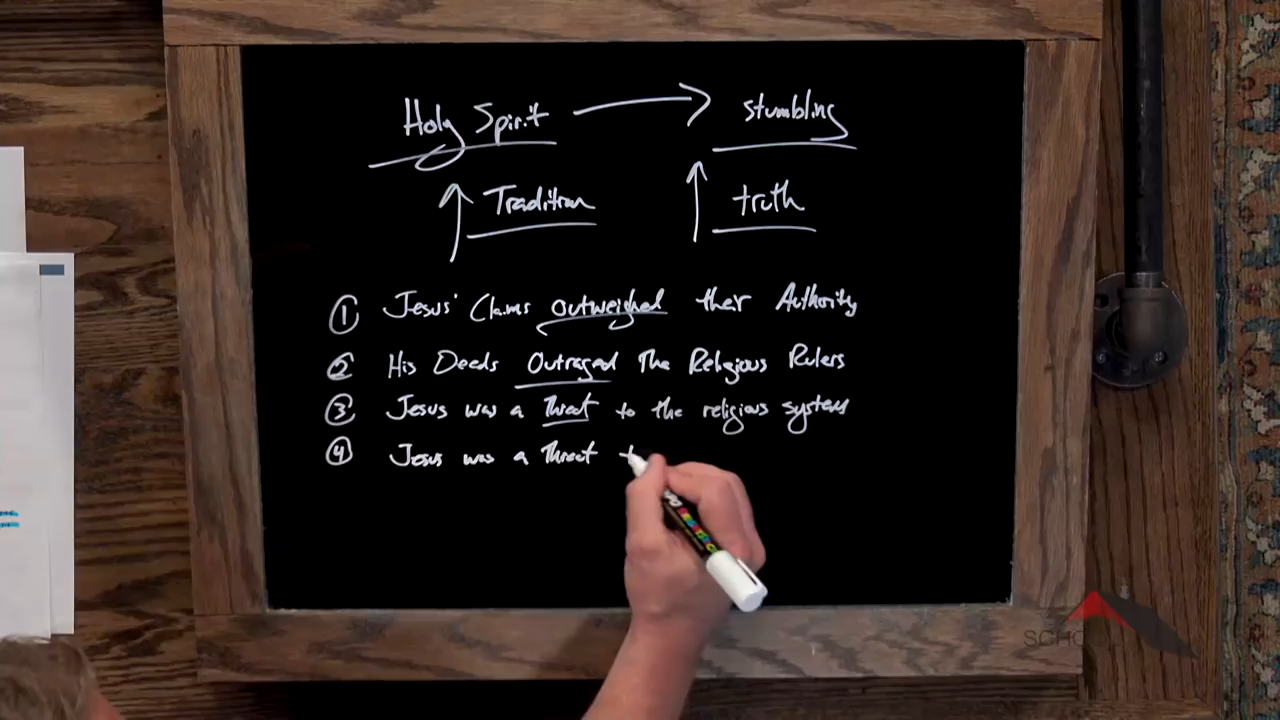 Holy Spirit → stumbling
↑ Tradition ↑ truth
① Jesus' Claims outweighed their Authority
② His Deeds Outraged The Religious Rulers
③ Jesus was a Threat to the religious system
④ Jesus was a Threat t
SCHO